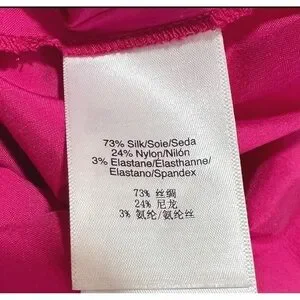 73% Silk/Soie/Seda
24% Nylon/Nilón
3% Elastane/Élasthanne/
Elastano/Spandex
73% 丝绸
24% 尼龙
3% 氨纶/氨纶丝